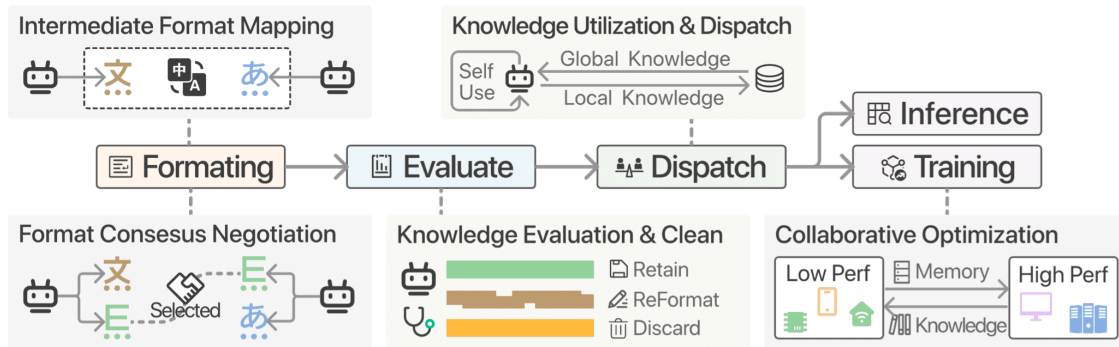 Intermediate Format Mapping
文
中
A
あ
Knowledge Utilization & Dispatch
Self
Use
Global Knowledge
Local Knowledge
Formating
Evaluate
Dispatch
Inference
Training
Format Consesus Negotiation
文
E
Selected
E
あ
Knowledge Evaluation & Clean
Retain
ReFormat
Discard
Collaborative Optimization
Low Perf
Memory
Knowledge
High Perf